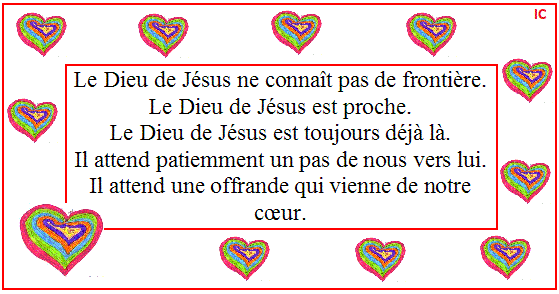 IC
Le Dieu de Jésus ne connaît pas de frontière.
Le Dieu de Jésus est proche.
Le Dieu de Jésus est toujours déjà là.
Il attend patiemment un pas de nous vers lui.
Il attend une offrande qui vienne de notre
cœur.